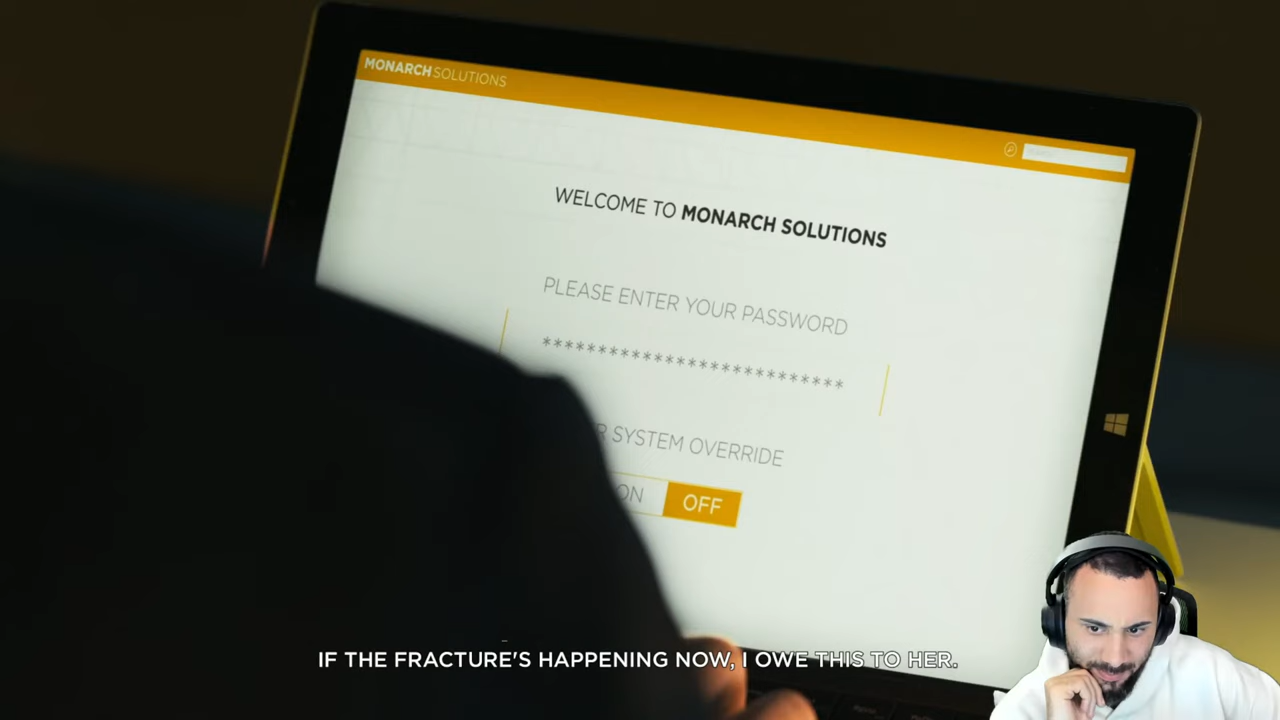 MONARCH SOLUTIONS
WELCOME TO MONARCH SOLUTIONS
PLEASE ENTER YOUR PASSWORD
**************************
SYSTEM OVERRIDE
ON OFF
IF THE FRACTURE'S HAPPENING NOW, I OWE THIS TO HER.